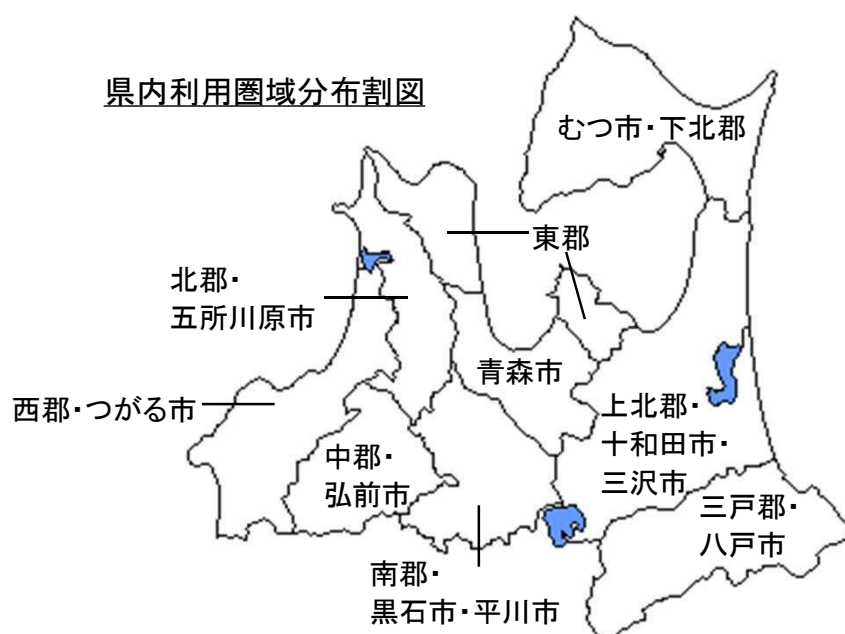 県内利用圏域分布割図
むつ市・下北郡
東郡
北郡・
五所川原市
青森市
西郡・つがる市
上北郡・
十和田市・
三沢市
中郡・
弘前市
三戸郡・
八戸市
南郡・
黒石市・平川市